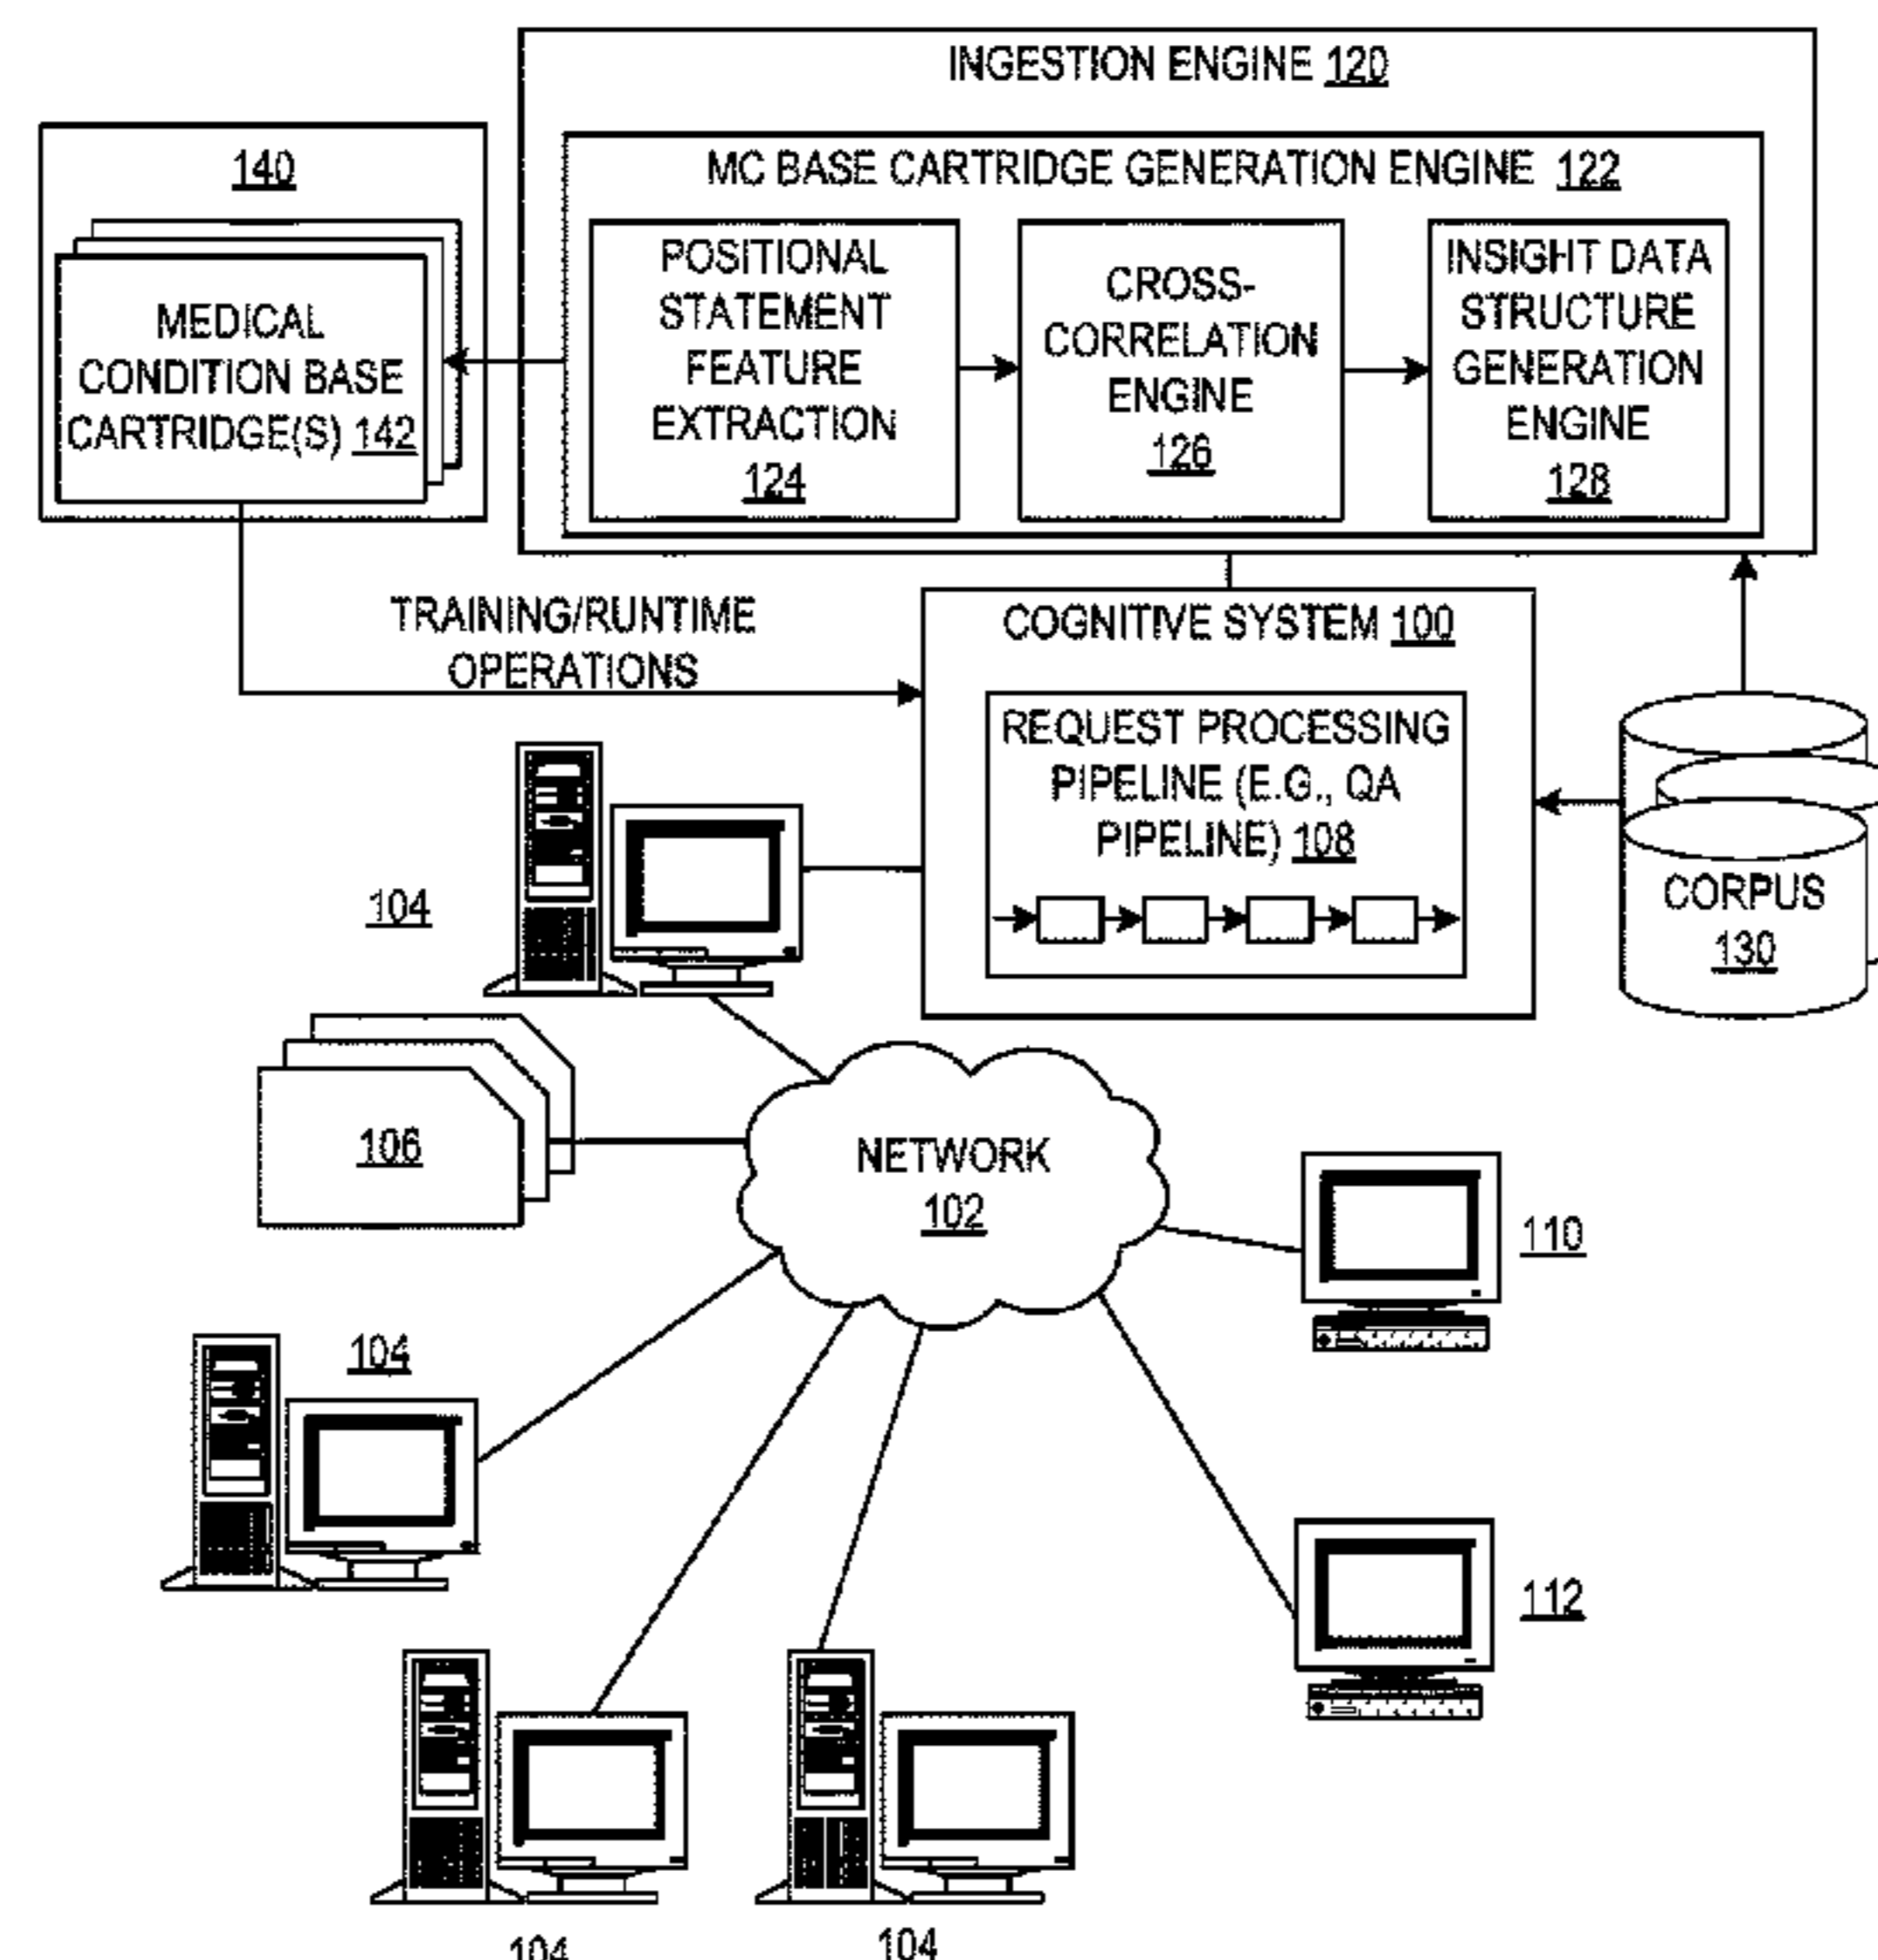 INGESTION ENGINE 120
140
MC BASE CARTRIDGE GENERATION ENGINE 122
MEDICAL
CONDITION BASE
CARTRIDGE(S) 142
POSITIONAL
STATEMENT
FEATURE
EXTRACTION
124
CROSS-
CORRELATION
ENGINE
126
INSIGHT DATA
STRUCTURE
GENERATION
ENGINE
128
TRAINING/RUNTIME
OPERATIONS
COGNITIVE SYSTEM 100
REQUEST PROCESSING
PIPELINE (E.G., QA
PIPELINE) 108
CORPUS
130
104
106
NETWORK
102
110
104
112
104
104